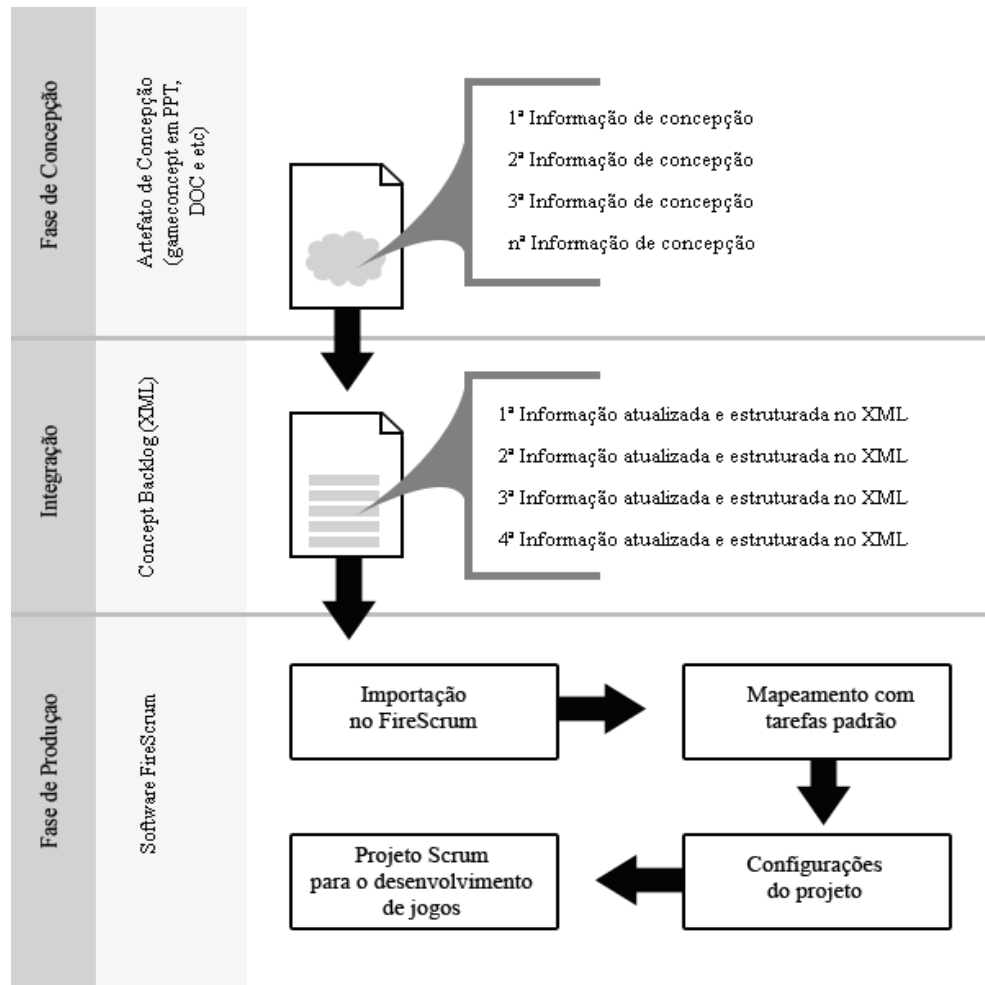 Fase de Concepção
Artefato de Concepção
(gameconcept em PPT,
DOC e etc)
1ª Informação de concepção
2ª Informação de concepção
3ª Informação de concepção
nª Informação de concepção
Integração
Concept Backlog (XML)
1ª Informação atualizada e estruturada no XML
2ª Informação atualizada e estruturada no XML
3ª Informação atualizada e estruturada no XML
4ª Informação atualizada e estruturada no XML
Fase de Produçao
Software FireScrum
Importação
no FireScrum
Mapeamento com
tarefas padrão
Projeto Scrum
para o desenvolvimento
de jogos
Configurações
do projeto